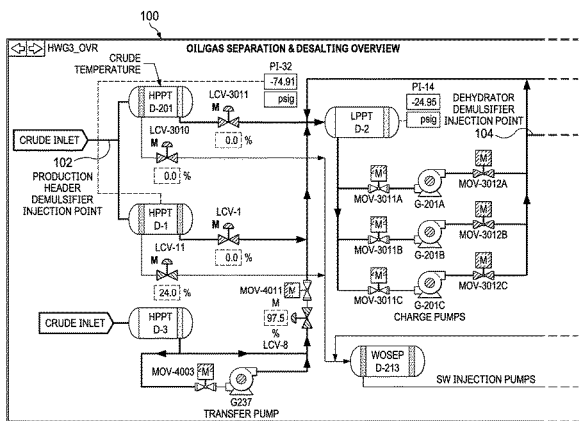 100
HWG3_OVR
OIL/GAS SEPARATION & DESALTING OVERVIEW
CRUDE
TEMPERATURE
PI-32
-74.91
psig
HPPT
D-201
LCV-3011
M
0.0 %
LCV-3010
M
0.0 %
CRUDE INLET
102
PRODUCTION
HEADER
DEMULSIFIER
INJECTION POINT
HPPT
D-1
LCV-1
M
0.0 %
LCV-11
M
24.0 %
CRUDE INLET
HPPT
D-3
MOV-4011 M
M
97.5
%
LCV-8
MOV-4003 M
G237
TRANSFER PUMP
LPPT
D-2
PI-14
-24.95
psig
DEHYDRATOR
DEMULSIFIER
INJECTION POINT
104
M
MOV-3011A
G-201A
M
MOV-3012A
M
MOV-3011B
G-201B
M
MOV-3012B
M
MOV-3011C
G-201C
M
MOV-3012C
CHARGE PUMPS
WOSEP
D-213
SW INJECTION PUMPS